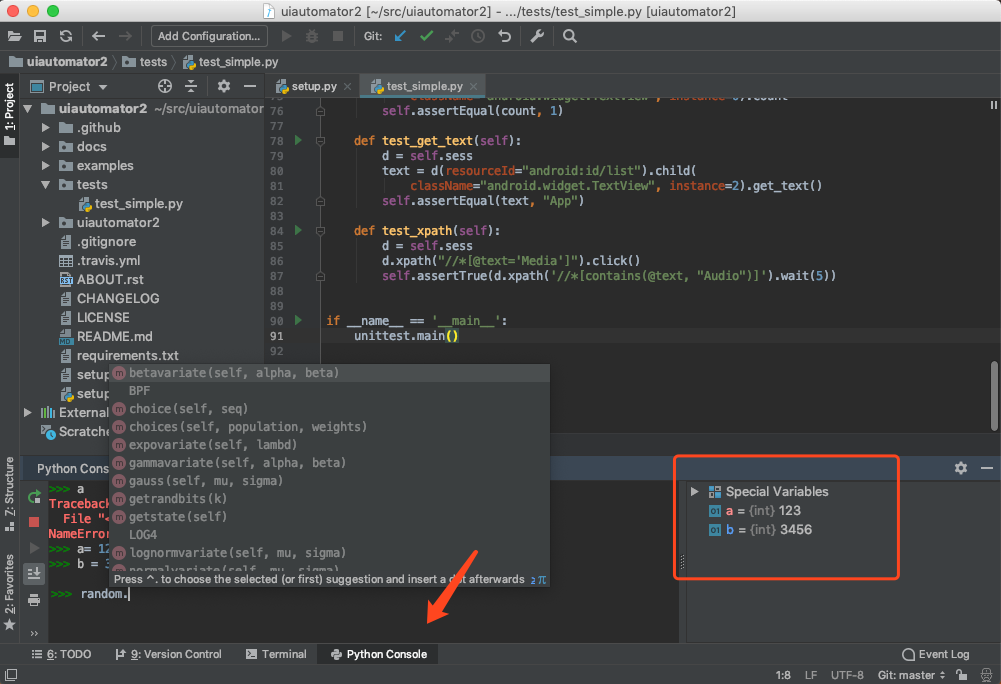 uiautomator2 [~/src/uiautomator2] - .../tests/test_simple.py [uiautomator2]
Add Configuration...
Git:
uiautomator2
tests
test_simple.py
1: Project
Z: Structure
2: Favorites
Project
uiautomator2 ~/src/uiautomator
.github
docs
examples
tests
test_simple.py
uiautomator2
.gitignore
.travis.yml
ABOUT.rst
CHANGELOG
LICENSE
README.md
requirements.txt
setup
setup
External
Scratche
setup.py
test_simple.py
className="android.widget.TextView", instance=0).count
76 self.assertEqual(count, 1)
77
78 def test_get_text(self):
79 d = self.sess
80 text = d(resourceId="android:id/list").child(
81 className="android.widget.TextView", instance=2).get_text()
82 self.assertEqual(text, "App")
83
84 def test_xpath(self):
85 d = self.sess
86 d.xpath("//*[@text='Media']").click()
87 self.assertTrue(d.xpath('//*[contains(@text, "Audio")]').wait(5))
88
89
90 if __name__ == '__main__':
91 unittest.main()
92
betavariate(self, alpha, beta)
BPF
choice(self, seq)
choices(self, population, weights)
expovariate(self, lambd)
gammavariate(self, alpha, beta)
gauss(self, mu, sigma)
getrandbits(k)
getstate(self)
LOG4
lognormvariate(self, mu, sigma)
normalvariate(self, mu, sigma)
Press ^. to choose the selected (or first) suggestion and insert a dot afterwards ≥ π
Python Cons
>>> a
Traceback
File "<
NameError
>>> a= 12
>>> b = 3
>>> random.
Special Variables
a = {int} 123
b = {int} 3456
6: TODO
9: Version Control
Terminal
Python Console
Event Log
1:8 LF UTF-8 Git: master